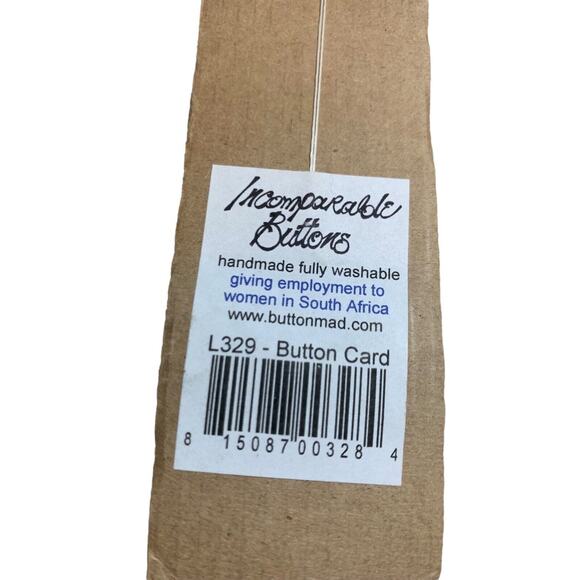 Incomparable
Buttons
handmade fully washable
giving employment to
women in South Africa
www.buttonmad.com
L329 - Button Card
8 15087 00328 4